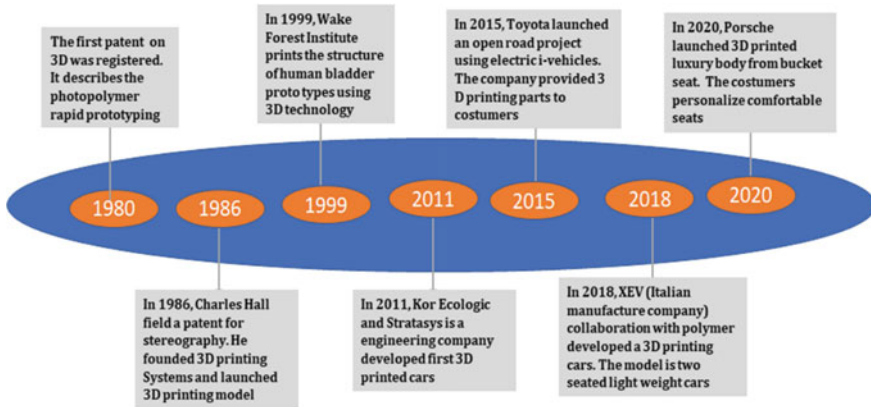 The first patent on
3D was registered.
It describes the
photopolymer
rapid prototyping
In 1999, Wake
Forest Institute
prints the structure
of human bladder
proto types using
3D technology
In 2015, Toyota launched
an open road project
using electric i-vehicles.
The company provided 3
D printing parts to
costumers
In 2020, Porsche
launched 3D printed
luxury body from bucket
seat. The costumers
personalize comfortable
seats
1980
1986
1999
2011
2015
2018
2020
In 1986, Charles Hall
field a patent for
stereography. He
founded 3D printing
Systems and launched
3D printing model
In 2011, Kor Ecologic
and Stratasys is a
engineering company
developed first 3D
printed cars
In 2018, XEV (Italian
manufacture company)
collaboration with polymer
developed a 3D printing
cars. The model is two
seated light weight cars